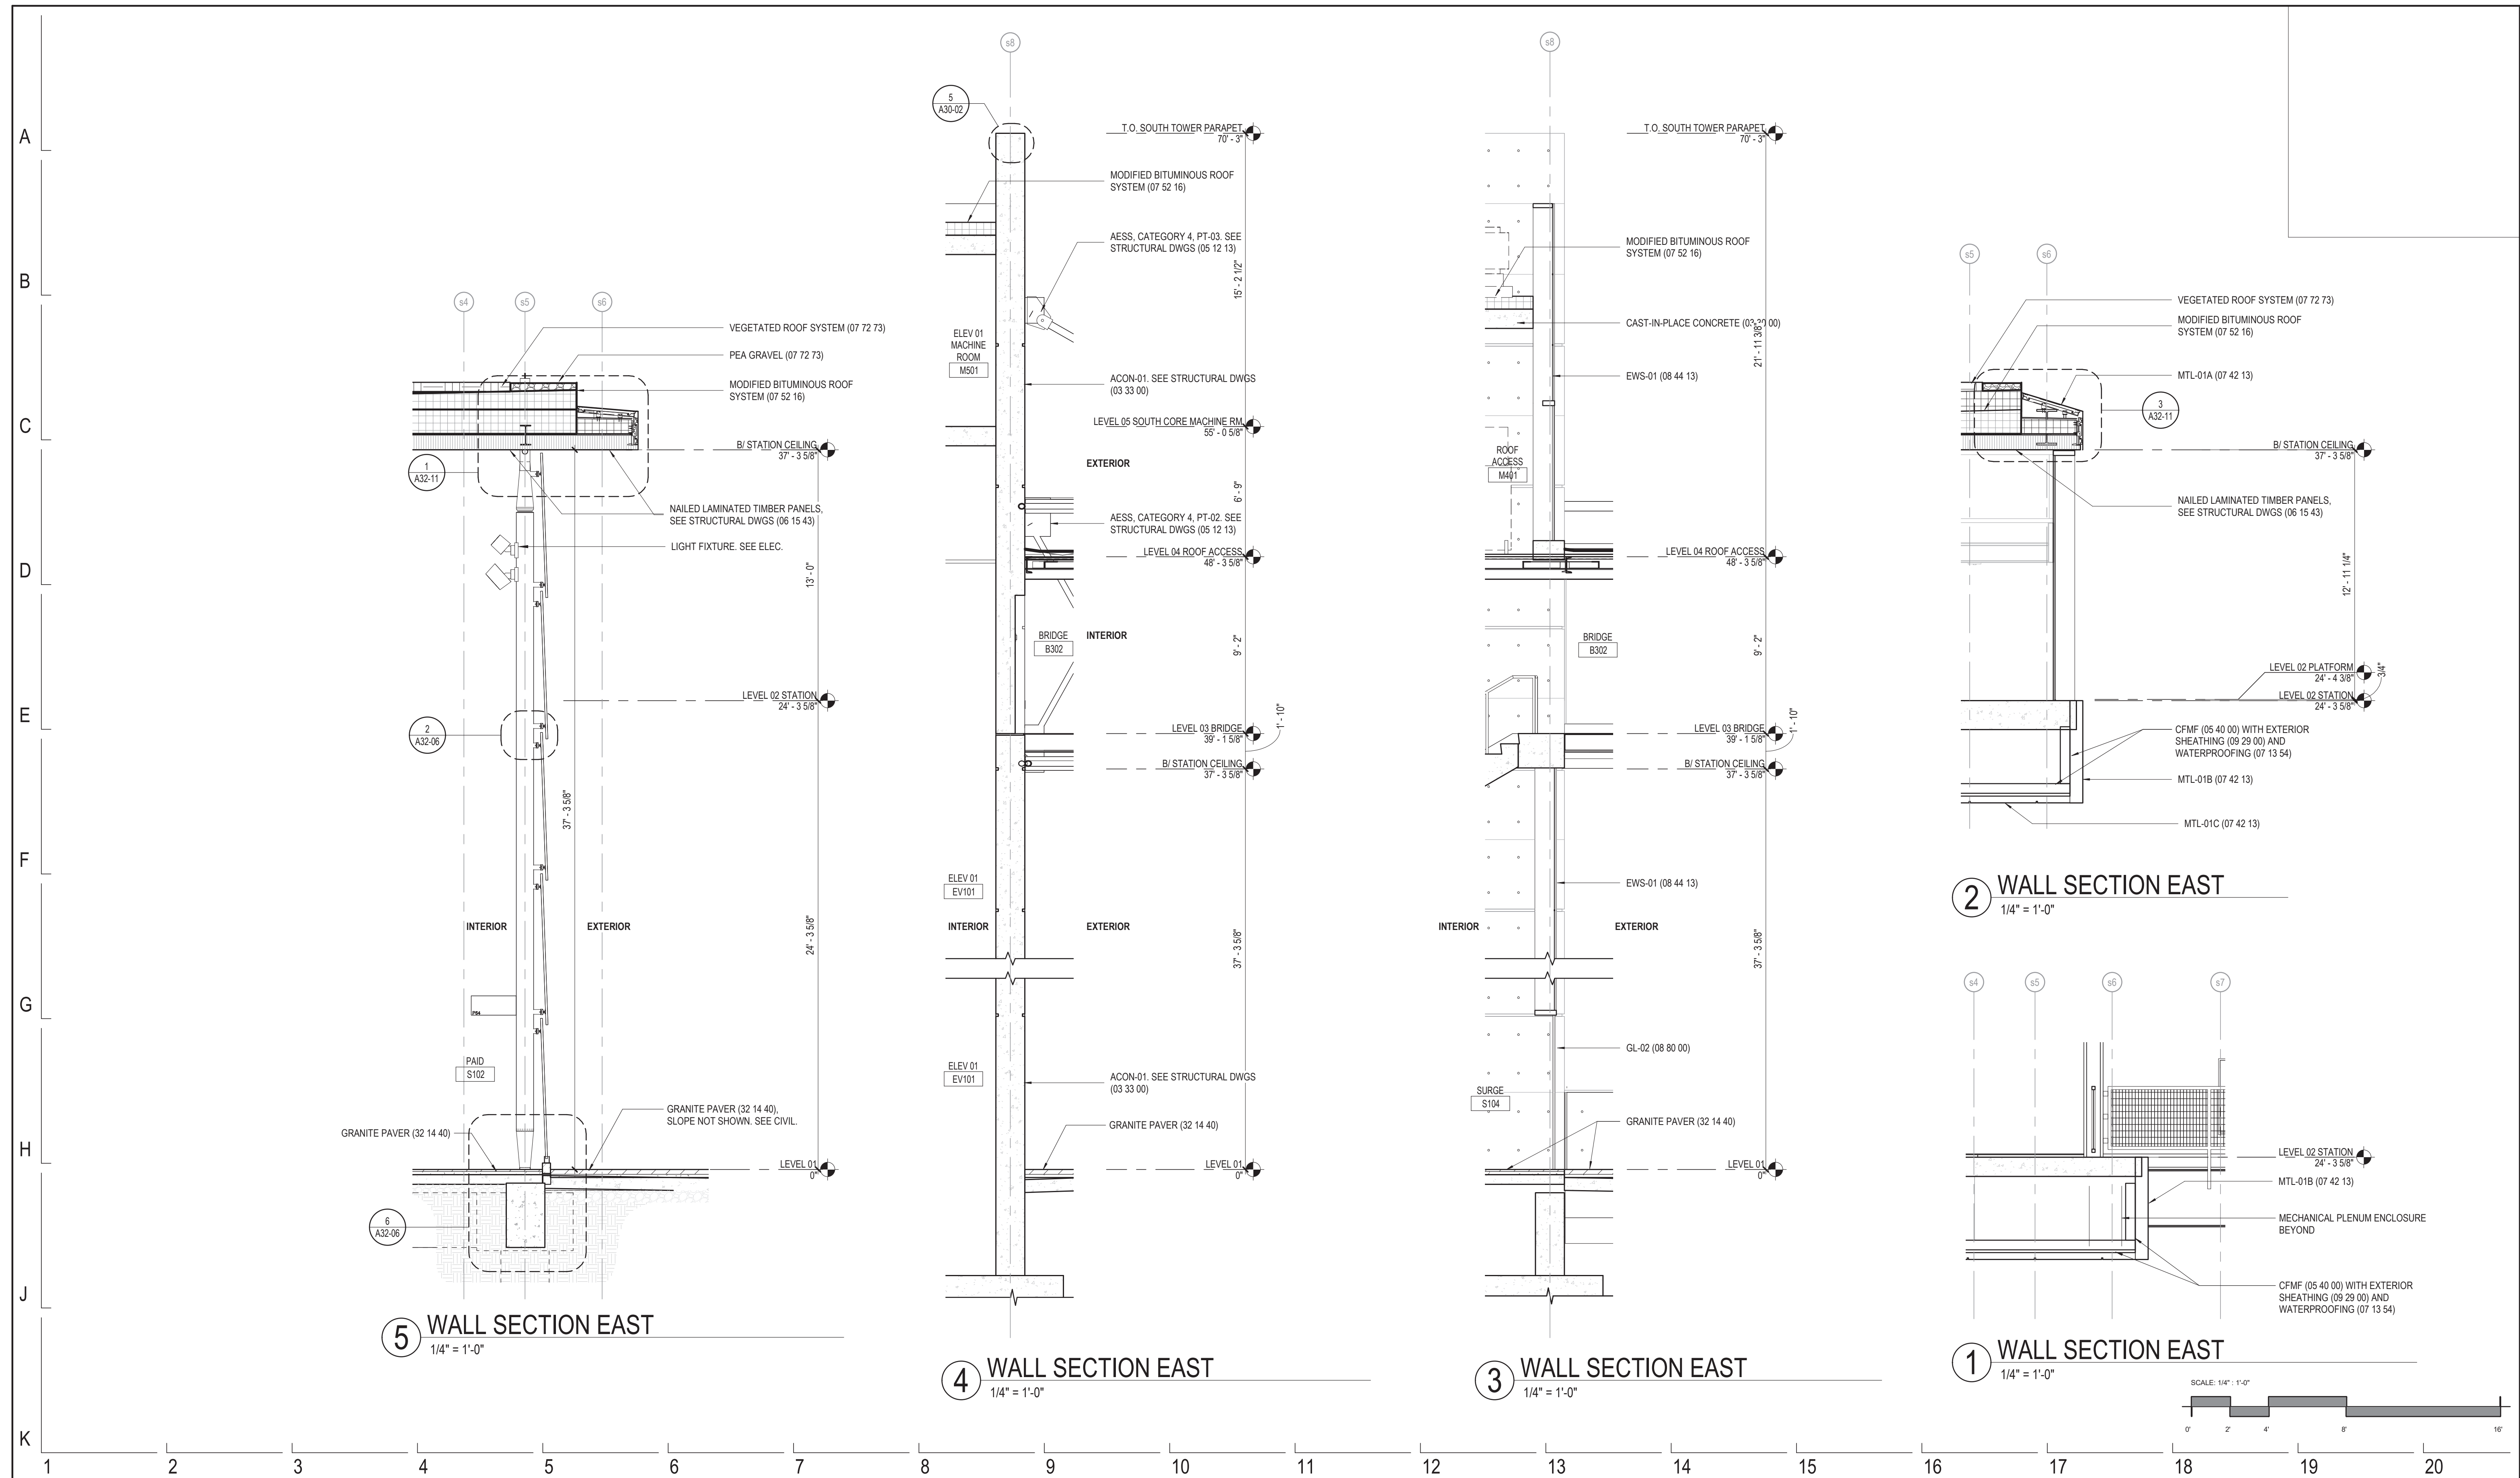 A
B
C
D
E
F
G
H
J
K
1
2
3
4
5
6
7
8
9
10
11
12
13
14
15
16
17
18
19
20
s4
s5
s6
VEGETATED ROOF SYSTEM (07 72 73)
PEA GRAVEL (07 72 73)
MODIFIED BITUMINOUS ROOF
SYSTEM (07 52 16)
B/ STATION CEILING
37' - 3 5/8"
1
A32-11
NAILED LAMINATED TIMBER PANELS,
SEE STRUCTURAL DWGS (06 15 43)
LIGHT FIXTURE. SEE ELEC.
13' - 0"
LEVEL 02 STATION
24' - 3 5/8"
2
A32-06
37' - 3 5/8"
24' - 3 5/8"
INTERIOR
EXTERIOR
PAID
S102
GRANITE PAVER (32 14 40),
SLOPE NOT SHOWN. SEE CIVIL.
GRANITE PAVER (32 14 40)
LEVEL 01
0"
6
A32-06
5
WALL SECTION EAST
1/4" = 1'-0"
s8
5
A30-02
T.O. SOUTH TOWER PARAPET
70' - 3"
MODIFIED BITUMINOUS ROOF
SYSTEM (07 52 16)
AESS, CATEGORY 4, PT-03. SEE
STRUCTURAL DWGS (05 12 13)
15' - 2 1/2"
ELEV 01
MACHINE
ROOM
M501
ACON-01. SEE STRUCTURAL DWGS
(03 33 00)
LEVEL 05 SOUTH CORE MACHINE RM
55' - 0 5/8"
EXTERIOR
6' - 9"
AESS, CATEGORY 4, PT-02. SEE
STRUCTURAL DWGS (05 12 13)
LEVEL 04 ROOF ACCESS
48' - 3 5/8"
BRIDGE
B302
INTERIOR
9' - 2"
1' - 10"
LEVEL 03 BRIDGE
39' - 1 5/8"
B/ STATION CEILING
37' - 3 5/8"
ELEV 01
EV101
INTERIOR
EXTERIOR
37' - 3 5/8"
ELEV 01
EV101
ACON-01. SEE STRUCTURAL DWGS
(03 33 00)
GRANITE PAVER (32 14 40)
LEVEL 01
0"
4
WALL SECTION EAST
1/4" = 1'-0"
s8
T.O. SOUTH TOWER PARAPET
70' - 3"
MODIFIED BITUMINOUS ROOF
SYSTEM (07 52 16)
CAST-IN-PLACE CONCRETE (03 30 00)
21' - 11 3/8"
EWS-01 (08 44 13)
ROOF
ACCESS
M401
LEVEL 04 ROOF ACCESS
48' - 3 5/8"
BRIDGE
B302
9' - 2"
1' - 10"
LEVEL 03 BRIDGE
39' - 1 5/8"
B/ STATION CEILING
37' - 3 5/8"
EWS-01 (08 44 13)
INTERIOR
EXTERIOR
37' - 3 5/8"
GL-02 (08 80 00)
SURGE
S104
GRANITE PAVER (32 14 40)
LEVEL 01
0"
3
WALL SECTION EAST
1/4" = 1'-0"
s5
s6
VEGETATED ROOF SYSTEM (07 72 73)
MODIFIED BITUMINOUS ROOF
SYSTEM (07 52 16)
MTL-01A (07 42 13)
3
A32-11
B/ STATION CEILING
37' - 3 5/8"
NAILED LAMINATED TIMBER PANELS,
SEE STRUCTURAL DWGS (06 15 43)
12' - 11 1/4"
LEVEL 02 PLATFORM
24' - 4 3/8"
3/4"
LEVEL 02 STATION
24' - 3 5/8"
CFMF (05 40 00) WITH EXTERIOR
SHEATHING (09 29 00) AND
WATERPROOFING (07 13 54)
MTL-01B (07 42 13)
MTL-01C (07 42 13)
2
WALL SECTION EAST
1/4" = 1'-0"
s4
s5
s6
s7
LEVEL 02 STATION
24' - 3 5/8"
MTL-01B (07 42 13)
MECHANICAL PLENUM ENCLOSURE
BEYOND
CFMF (05 40 00) WITH EXTERIOR
SHEATHING (09 29 00) AND
WATERPROOFING (07 13 54)
1
WALL SECTION EAST
1/4" = 1'-0"
SCALE: 1/4" : 1'-0"
0'
2'
4'
8'
16'